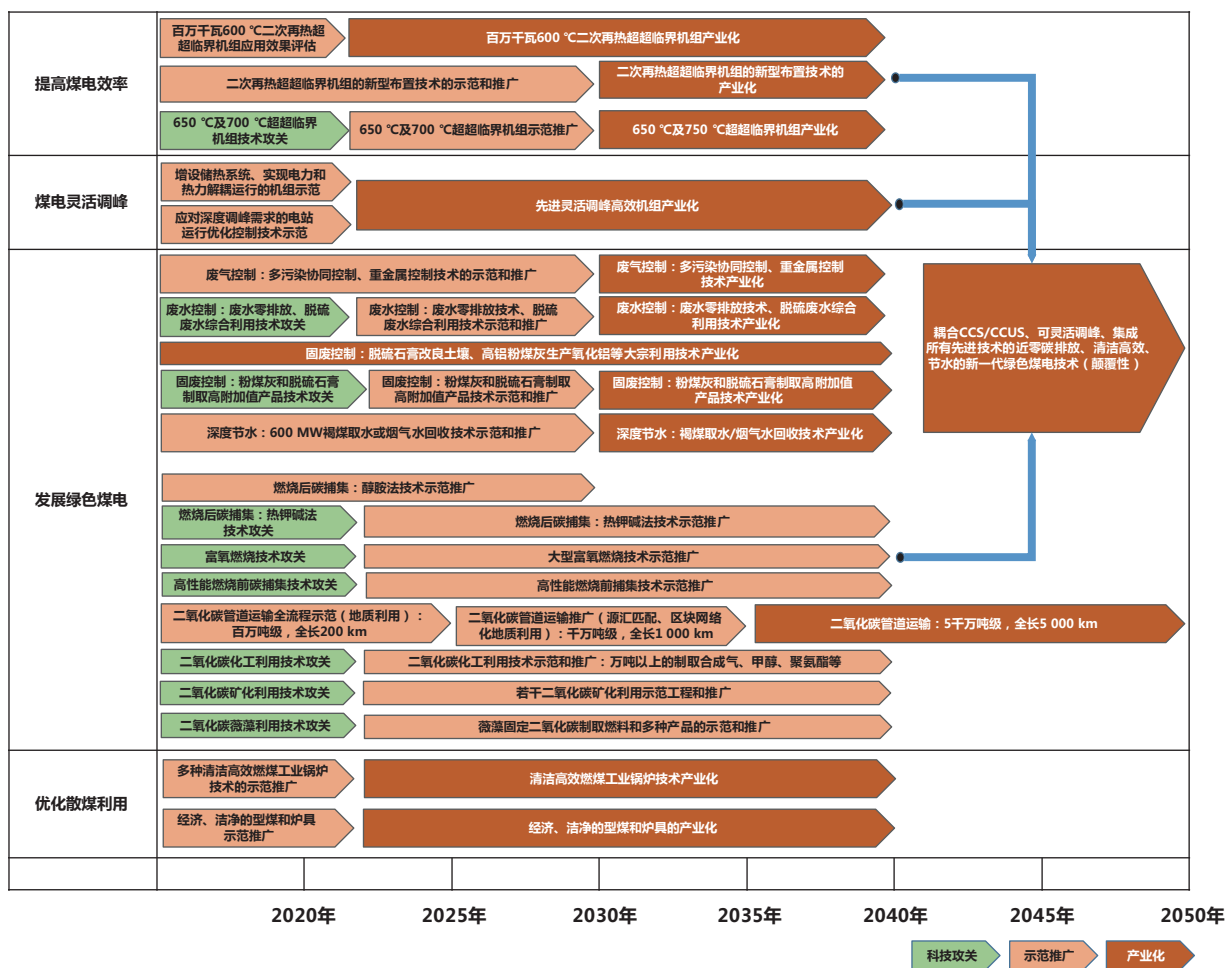 提高煤电效率
百万千瓦600 ℃二次再热超
超临界机组应用效果评估
百万千瓦600 ℃二次再热超超临界机组产业化
二次再热超超临界机组的新型布置技术的示范和推广
二次再热超超临界机组的新型布置技术的
产业化
650 ℃及700 ℃超超临界
机组技术攻关
650 ℃及700 ℃超超临界机组示范推广
650 ℃及750 ℃超超临界机组产业化
煤电灵活调峰
增设储热系统、实现电力和
热力解耦运行的机组示范
应对深度调峰需求的电站
运行优化控制技术示范
先进灵活调峰高效机组产业化
发展绿色煤电
废气控制：多污染协同控制、重金属控制技术的示范和推广
废气控制：多污染协同控制、重金属控制
技术产业化
废水控制：废水零排放、脱硫
废水综合利用技术攻关
废水控制：废水零排放技术、脱硫
废水综合利用技术示范和推广
废水控制：废水零排放技术、脱硫废水综合
利用技术产业化
固废控制：脱硫石膏改良土壤、高铝粉煤灰生产氧化铝等大宗利用技术产业化
固废控制：粉煤灰和脱硫石膏
制取高附加值产品技术攻关
固废控制：粉煤灰和脱硫石膏制取
高附加值产品技术示范和推广
固废控制：粉煤灰和脱硫石膏制取高附加值
产品技术产业化
深度节水：600 MW褐煤取水或烟气水回收技术示范和推广
深度节水：褐煤取水/烟气水回收技术产业化
耦合CCS/CCUS、可灵活调峰、集成
所有先进技术的近零碳排放、清洁高效、
节水的新一代绿色煤电技术（颠覆性）
燃烧后碳捕集：醇胺法技术示范推广
燃烧后碳捕集：热钾碱法
技术攻关
燃烧后碳捕集：热钾碱法技术示范推广
富氧燃烧技术攻关
大型富氧燃烧技术示范推广
高性能燃烧前碳捕集技术攻关
高性能燃烧前捕集技术示范推广
二氧化碳管道运输全流程示范（地质利用）：
百万吨级，全长200 km
二氧化碳管道运输推广（源汇匹配、区块网络
化地质利用）：千万吨级，全长1 000 km
二氧化碳管道运输：5千万吨级，全长5 000 km
二氧化碳化工利用技术攻关
二氧化碳化工利用技术示范和推广：万吨以上的制取合成气、甲醇、聚氨酯等
二氧化碳矿化利用技术攻关
若干二氧化碳矿化利用示范工程和推广
二氧化碳薇藻利用技术攻关
薇藻固定二氧化碳制取燃料和多种产品的示范和推广
优化散煤利用
多种清洁高效燃煤工业锅炉
技术的示范推广
清洁高效燃煤工业锅炉技术产业化
经济、洁净的型煤和炉具
示范推广
经济、洁净的型煤和炉具的产业化
2020年 2025年 2030年 2035年 2040年 2045年 2050年
科技攻关 示范推广 产业化